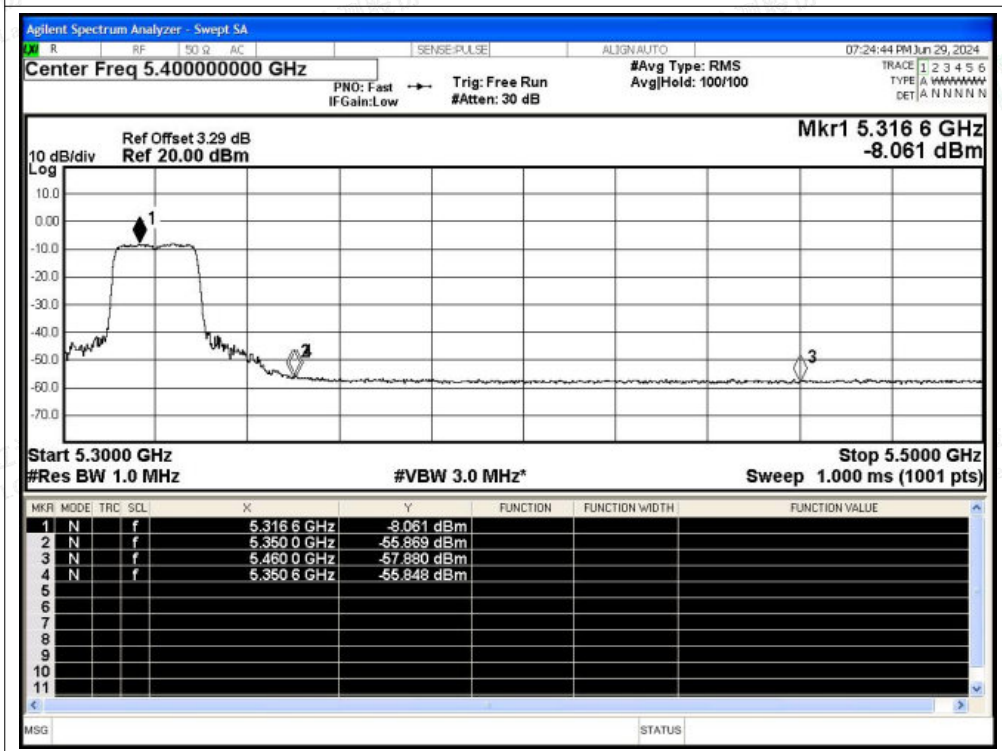 Agilent Spectrum Analyzer - Swept SA
LXI R RF 50 Ω AC SENSE:PULSE ALIGN AUTO 07:24:44 PM Jun 29, 2024
Center Freq 5.400000000 GHz
PNO: Fast
IFGain:Low
Trig: Free Run
#Atten: 30 dB
#Avg Type: RMS
Avg|Hold: 100/100
TRACE 1 2 3 4 5 6
TYPE A WWWWW
DET A N N N N N
Ref Offset 3.29 dB
10 dB/div Ref 20.00 dBm
Log
Mkr1 5.316 6 GHz
-8.061 dBm
10.0
0.00
-10.0
-20.0
-30.0
-40.0
-50.0
-60.0
-70.0
1
2
4
3
Start 5.3000 GHz Stop 5.5000 GHz
#Res BW 1.0 MHz #VBW 3.0 MHz* Sweep 1.000 ms (1001 pts)
MKR MODE TRC SCL X Y FUNCTION FUNCTION WIDTH FUNCTION VALUE
1 N f 5.316 6 GHz -8.061 dBm
2 N f 5.350 0 GHz -55.869 dBm
3 N f 5.460 0 GHz -57.880 dBm
4 N f 5.350 6 GHz -55.848 dBm
5
6
7
8
9
10
11
MSG STATUS